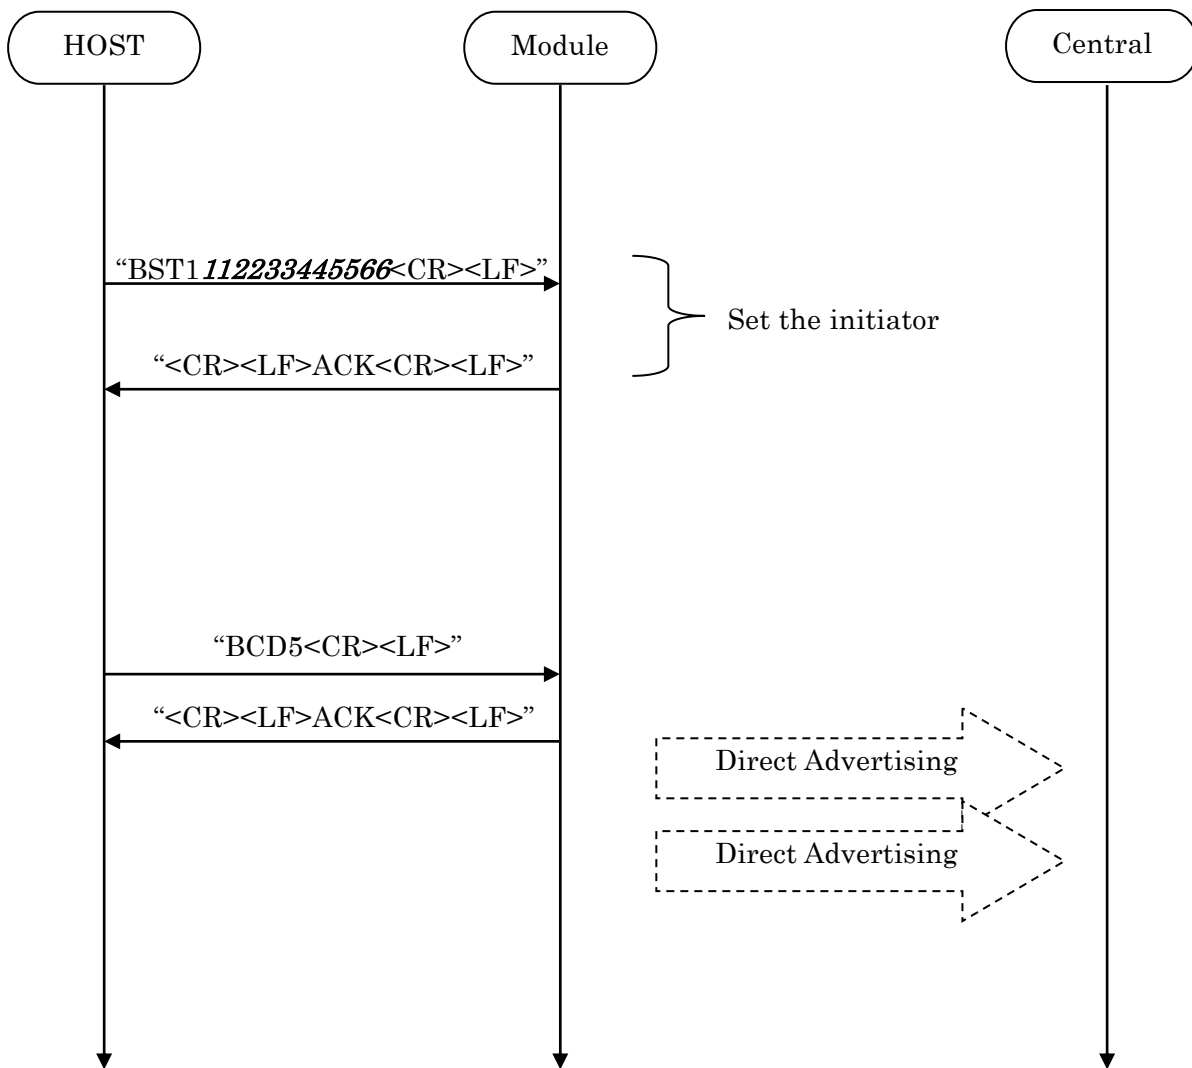 HOST
Module
Central
“BST1112233445566<CR><LF>”
Set the initiator
“<CR><LF>ACK<CR><LF>”
“BCD5<CR><LF>”
“<CR><LF>ACK<CR><LF>”
Direct Advertising
Direct Advertising